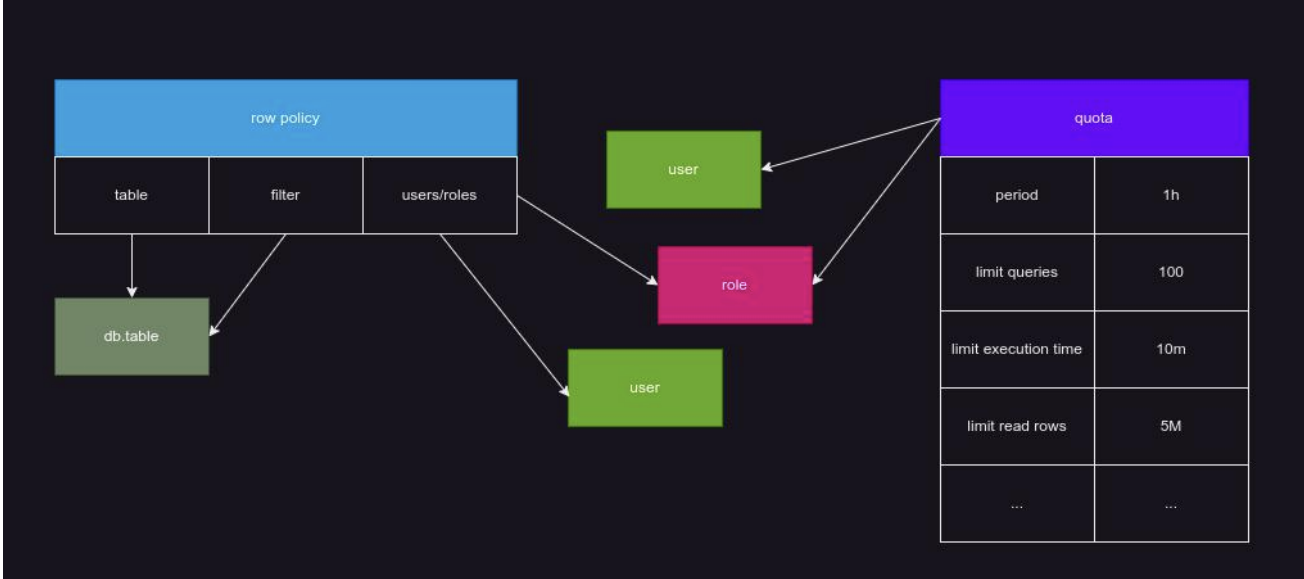 row policy
table
filter
users/roles
db.table
user
role
user
quota
period
1h
limit queries
100
limit execution time
10m
limit read rows
5M
...
...